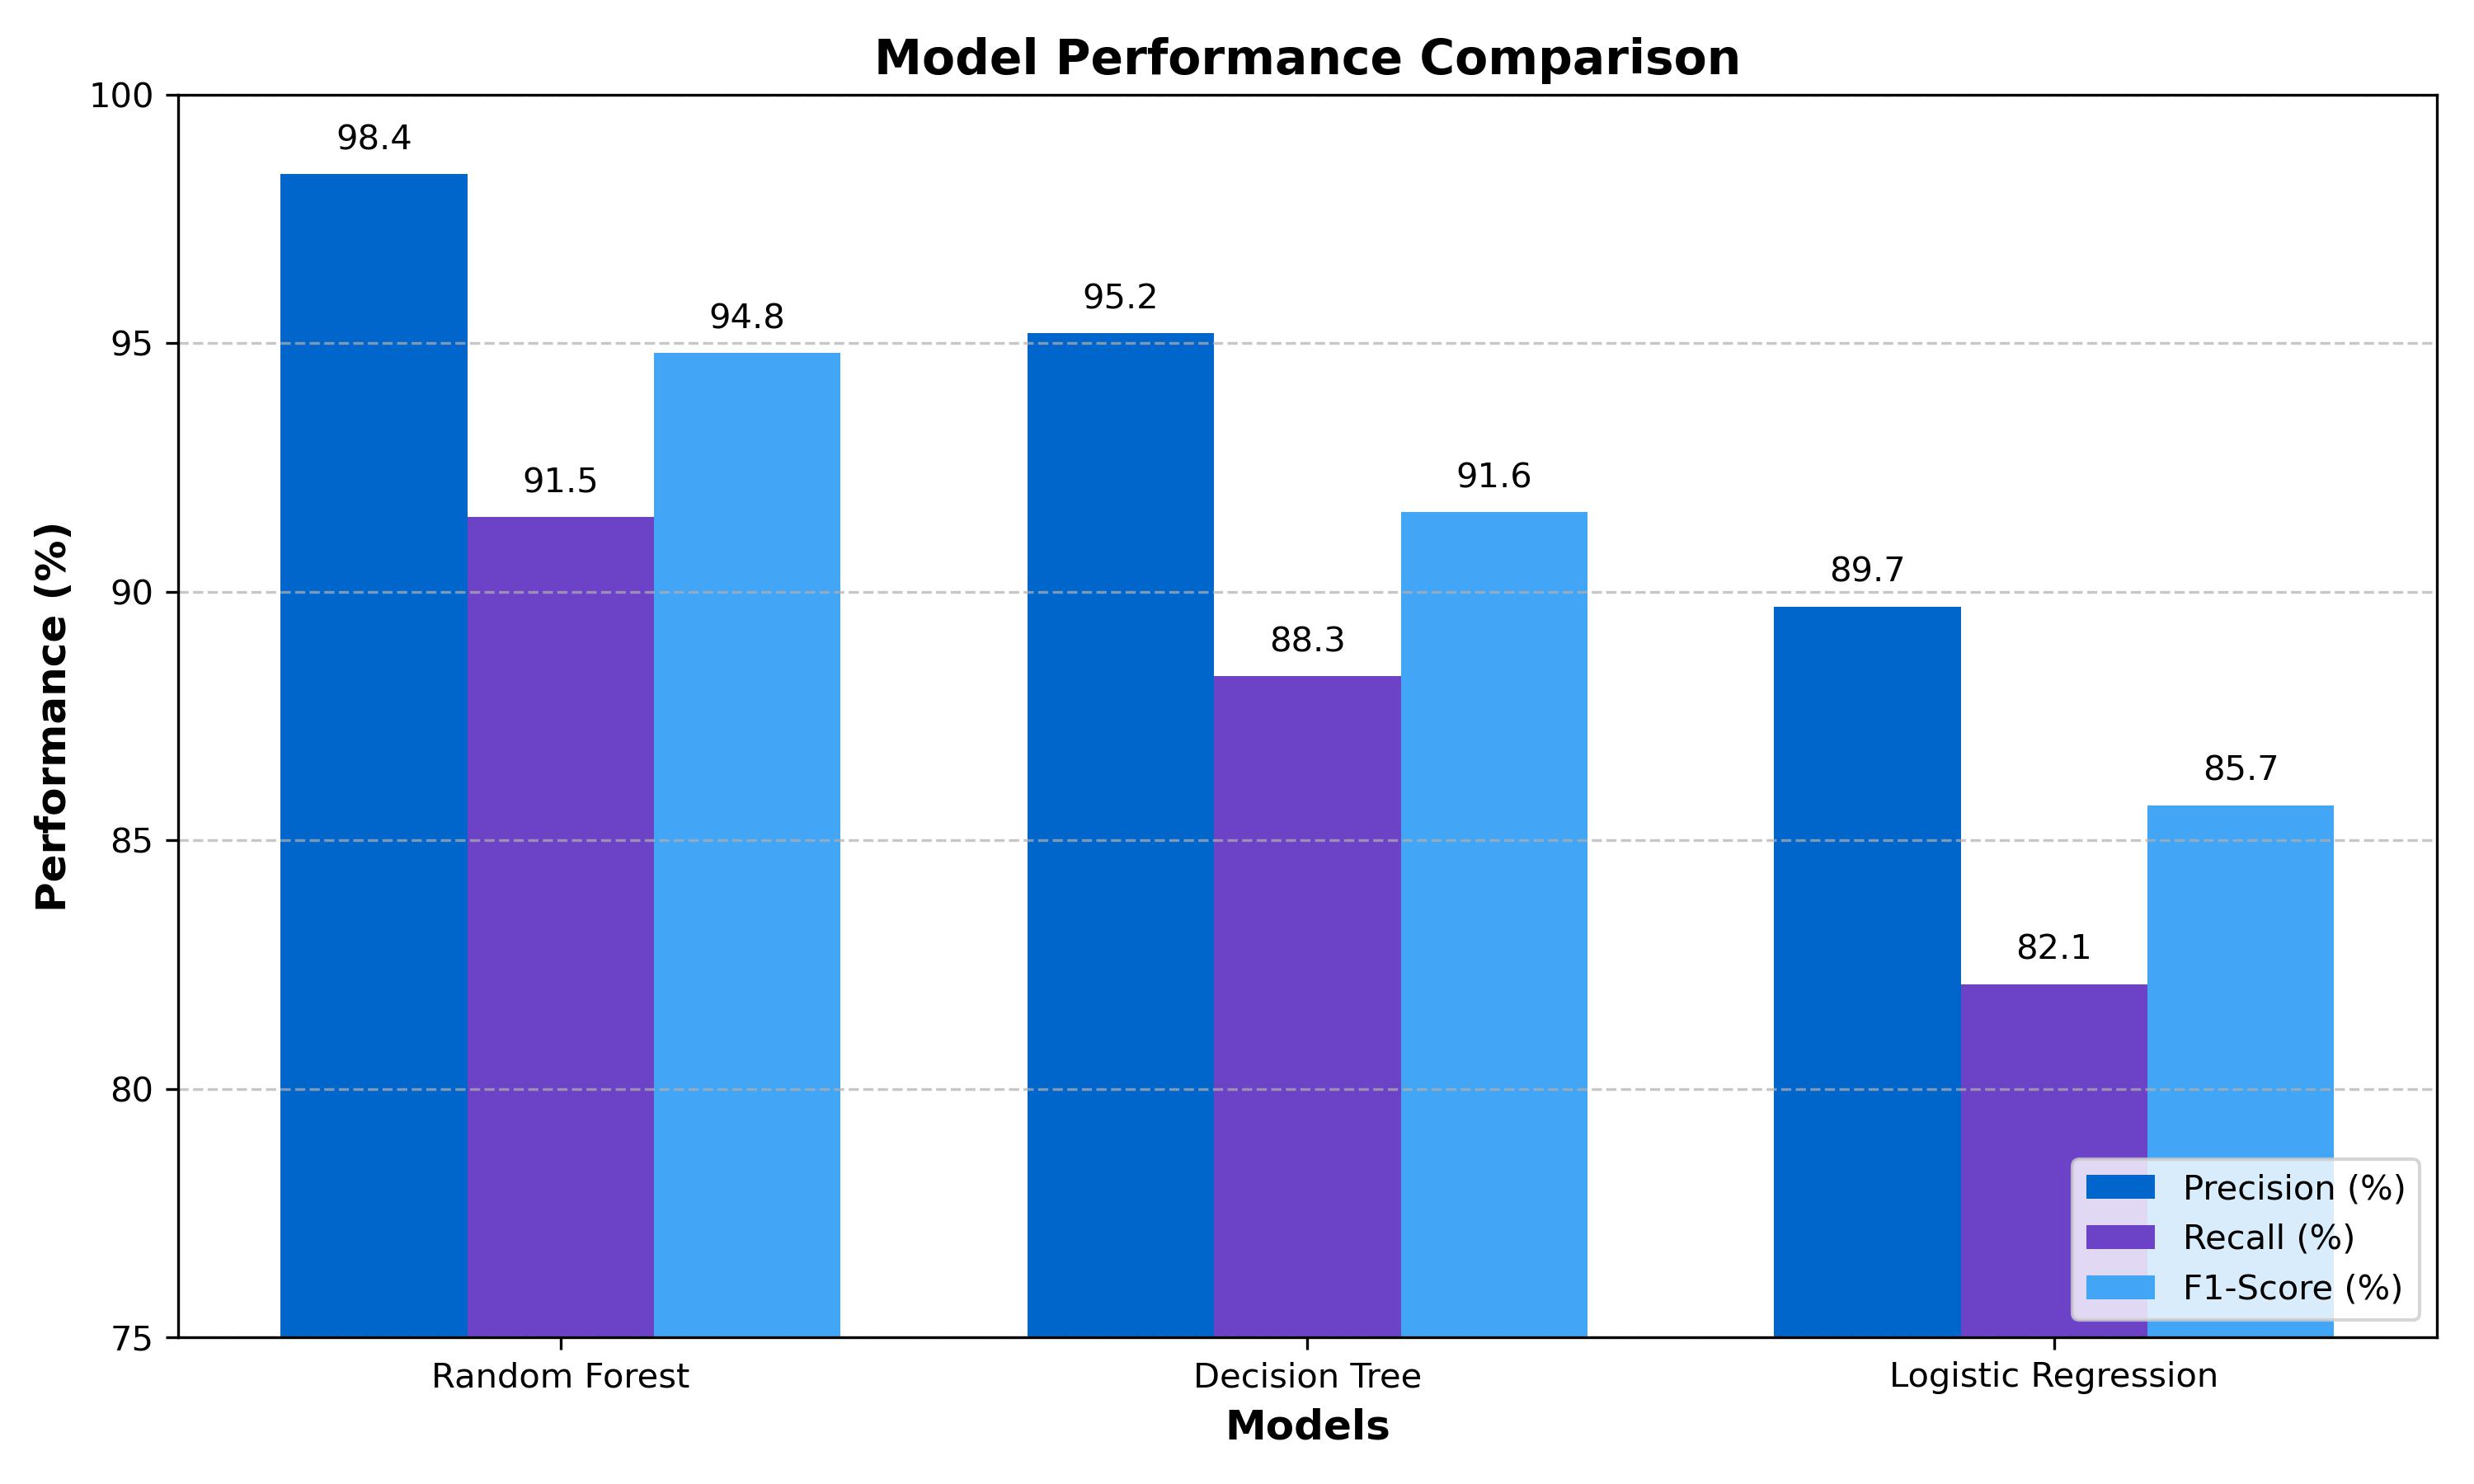 Model Performance Comparison
Performance (%)
100
95
90
85
80
75
98.4
91.5
94.8
95.2
88.3
91.6
89.7
82.1
85.7
Precision (%)
Recall (%)
F1-Score (%)
Random Forest
Decision Tree
Logistic Regression
Models